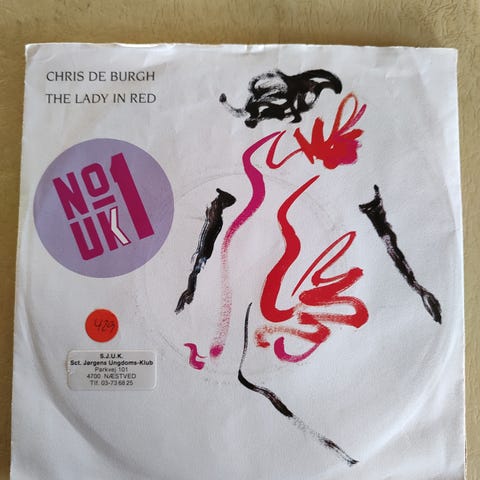 CHRIS DE BURGH
THE LADY IN RED
NO 1
UK
429
S.J.U.K.
Sct. Jørgens Ungdoms-Klub
Parkvej 101
4700 NÆSTVED
Tlf. 03-73 68 25